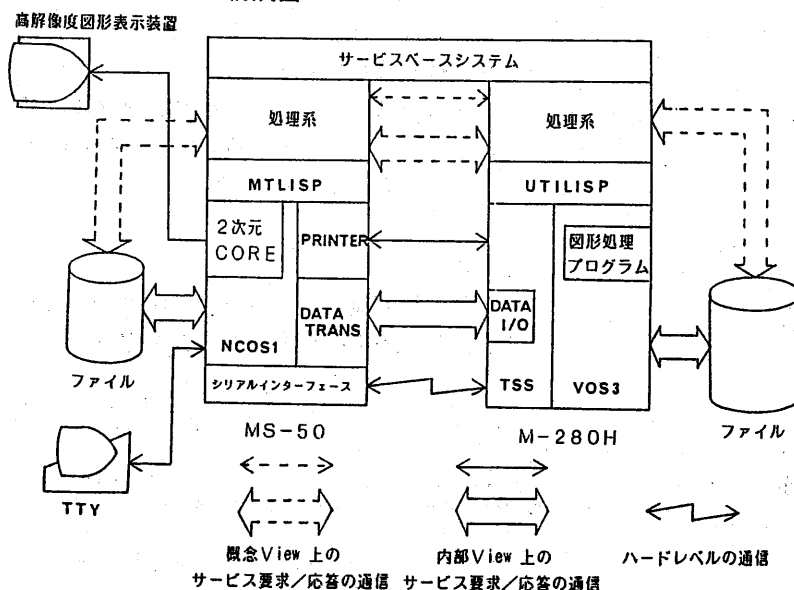 高解像度図形表示装置
サービスベースシステム
処理系
処理系
MTLISP
UTILISP
2次元
CORE
PRINTER
図形処理
プログラム
DATA
TRANS
DATA
I/O
NCOS1
TSS
VOS3
シリアルインターフェース
ファイル
ファイル
MS-50
M-280H
TTY
概念View 上の
サービス要求/応答の通信
内部View 上の
サービス要求/応答の通信
ハードレベルの通信